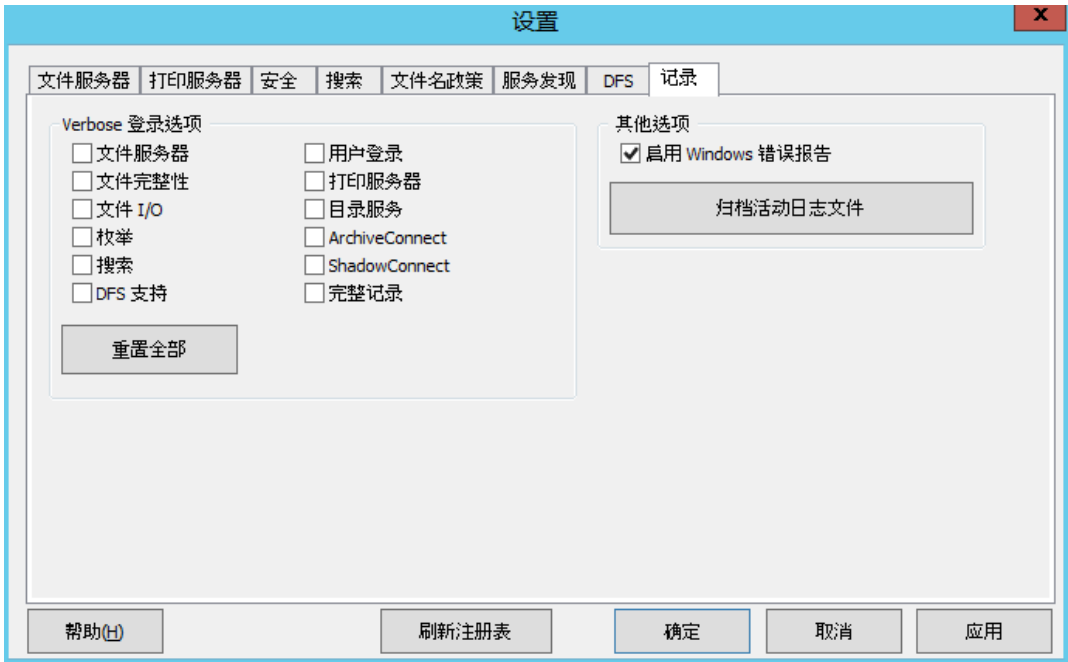 设置
x
文件服务器 打印服务器 安全 搜索 文件名政策 服务发现 DFS 记录
Verbose 登录选项
文件服务器
用户登录
文件完整性
打印服务器
文件 I/O
目录服务
枚举
ArchiveConnect
搜索
ShadowConnect
DFS 支持
完整记录
重置全部
其他选项
启用 Windows 错误报告
归档活动日志文件
帮助(H)
刷新注册表
确定
取消
应用